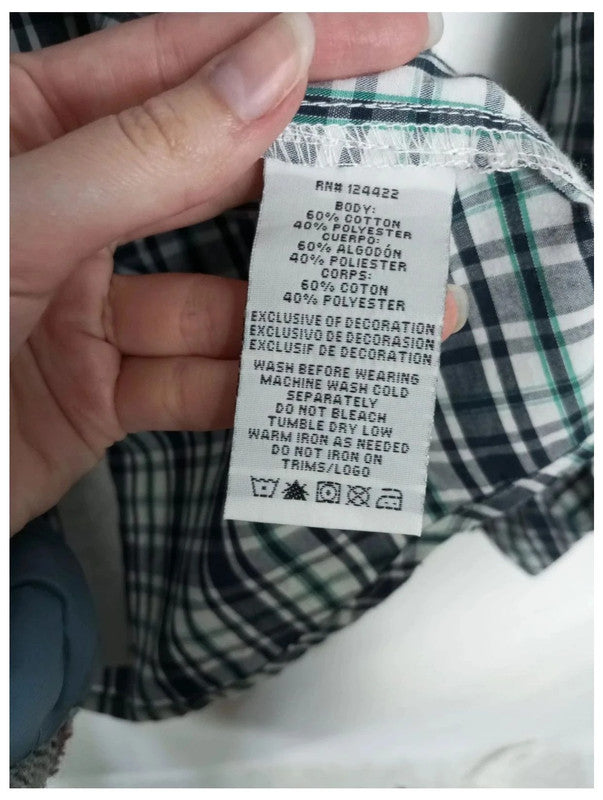 RN# 124422
BODY:
60% COTTON
40% POLYESTER
CUERPO:
60% ALGODÓN
40% POLIESTER
CORPS:
60% COTON
40% POLYESTER
EXCLUSIVE OF DECORATION
EXCLUSIVO DE DECORASION
EXCLUSIF DE DECORATION
WASH BEFORE WEARING
MACHINE WASH COLD
SEPARATELY
DO NOT BLEACH
TUMBLE DRY LOW
WARM IRON AS NEEDED
DO NOT IRON ON
TRIMS/LOGO